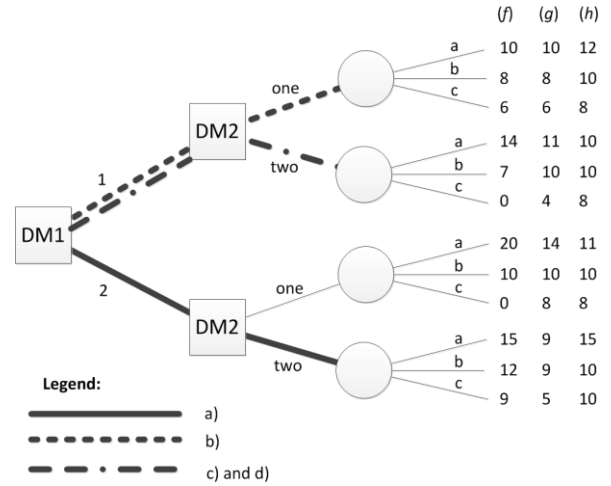 (f) (g) (h)
a 10 10 12
b 8 8 10
one
c 6 6 8
DM2
a 14 11 10
two
b 7 10 10
1
c 0 4 8
DM1
a 20 14 11
2
one
b 10 10 10
c 0 8 8
DM2
a 15 9 15
two
b 12 9 10
Legend:
c 9 5 10
a)
b)
c) and d)